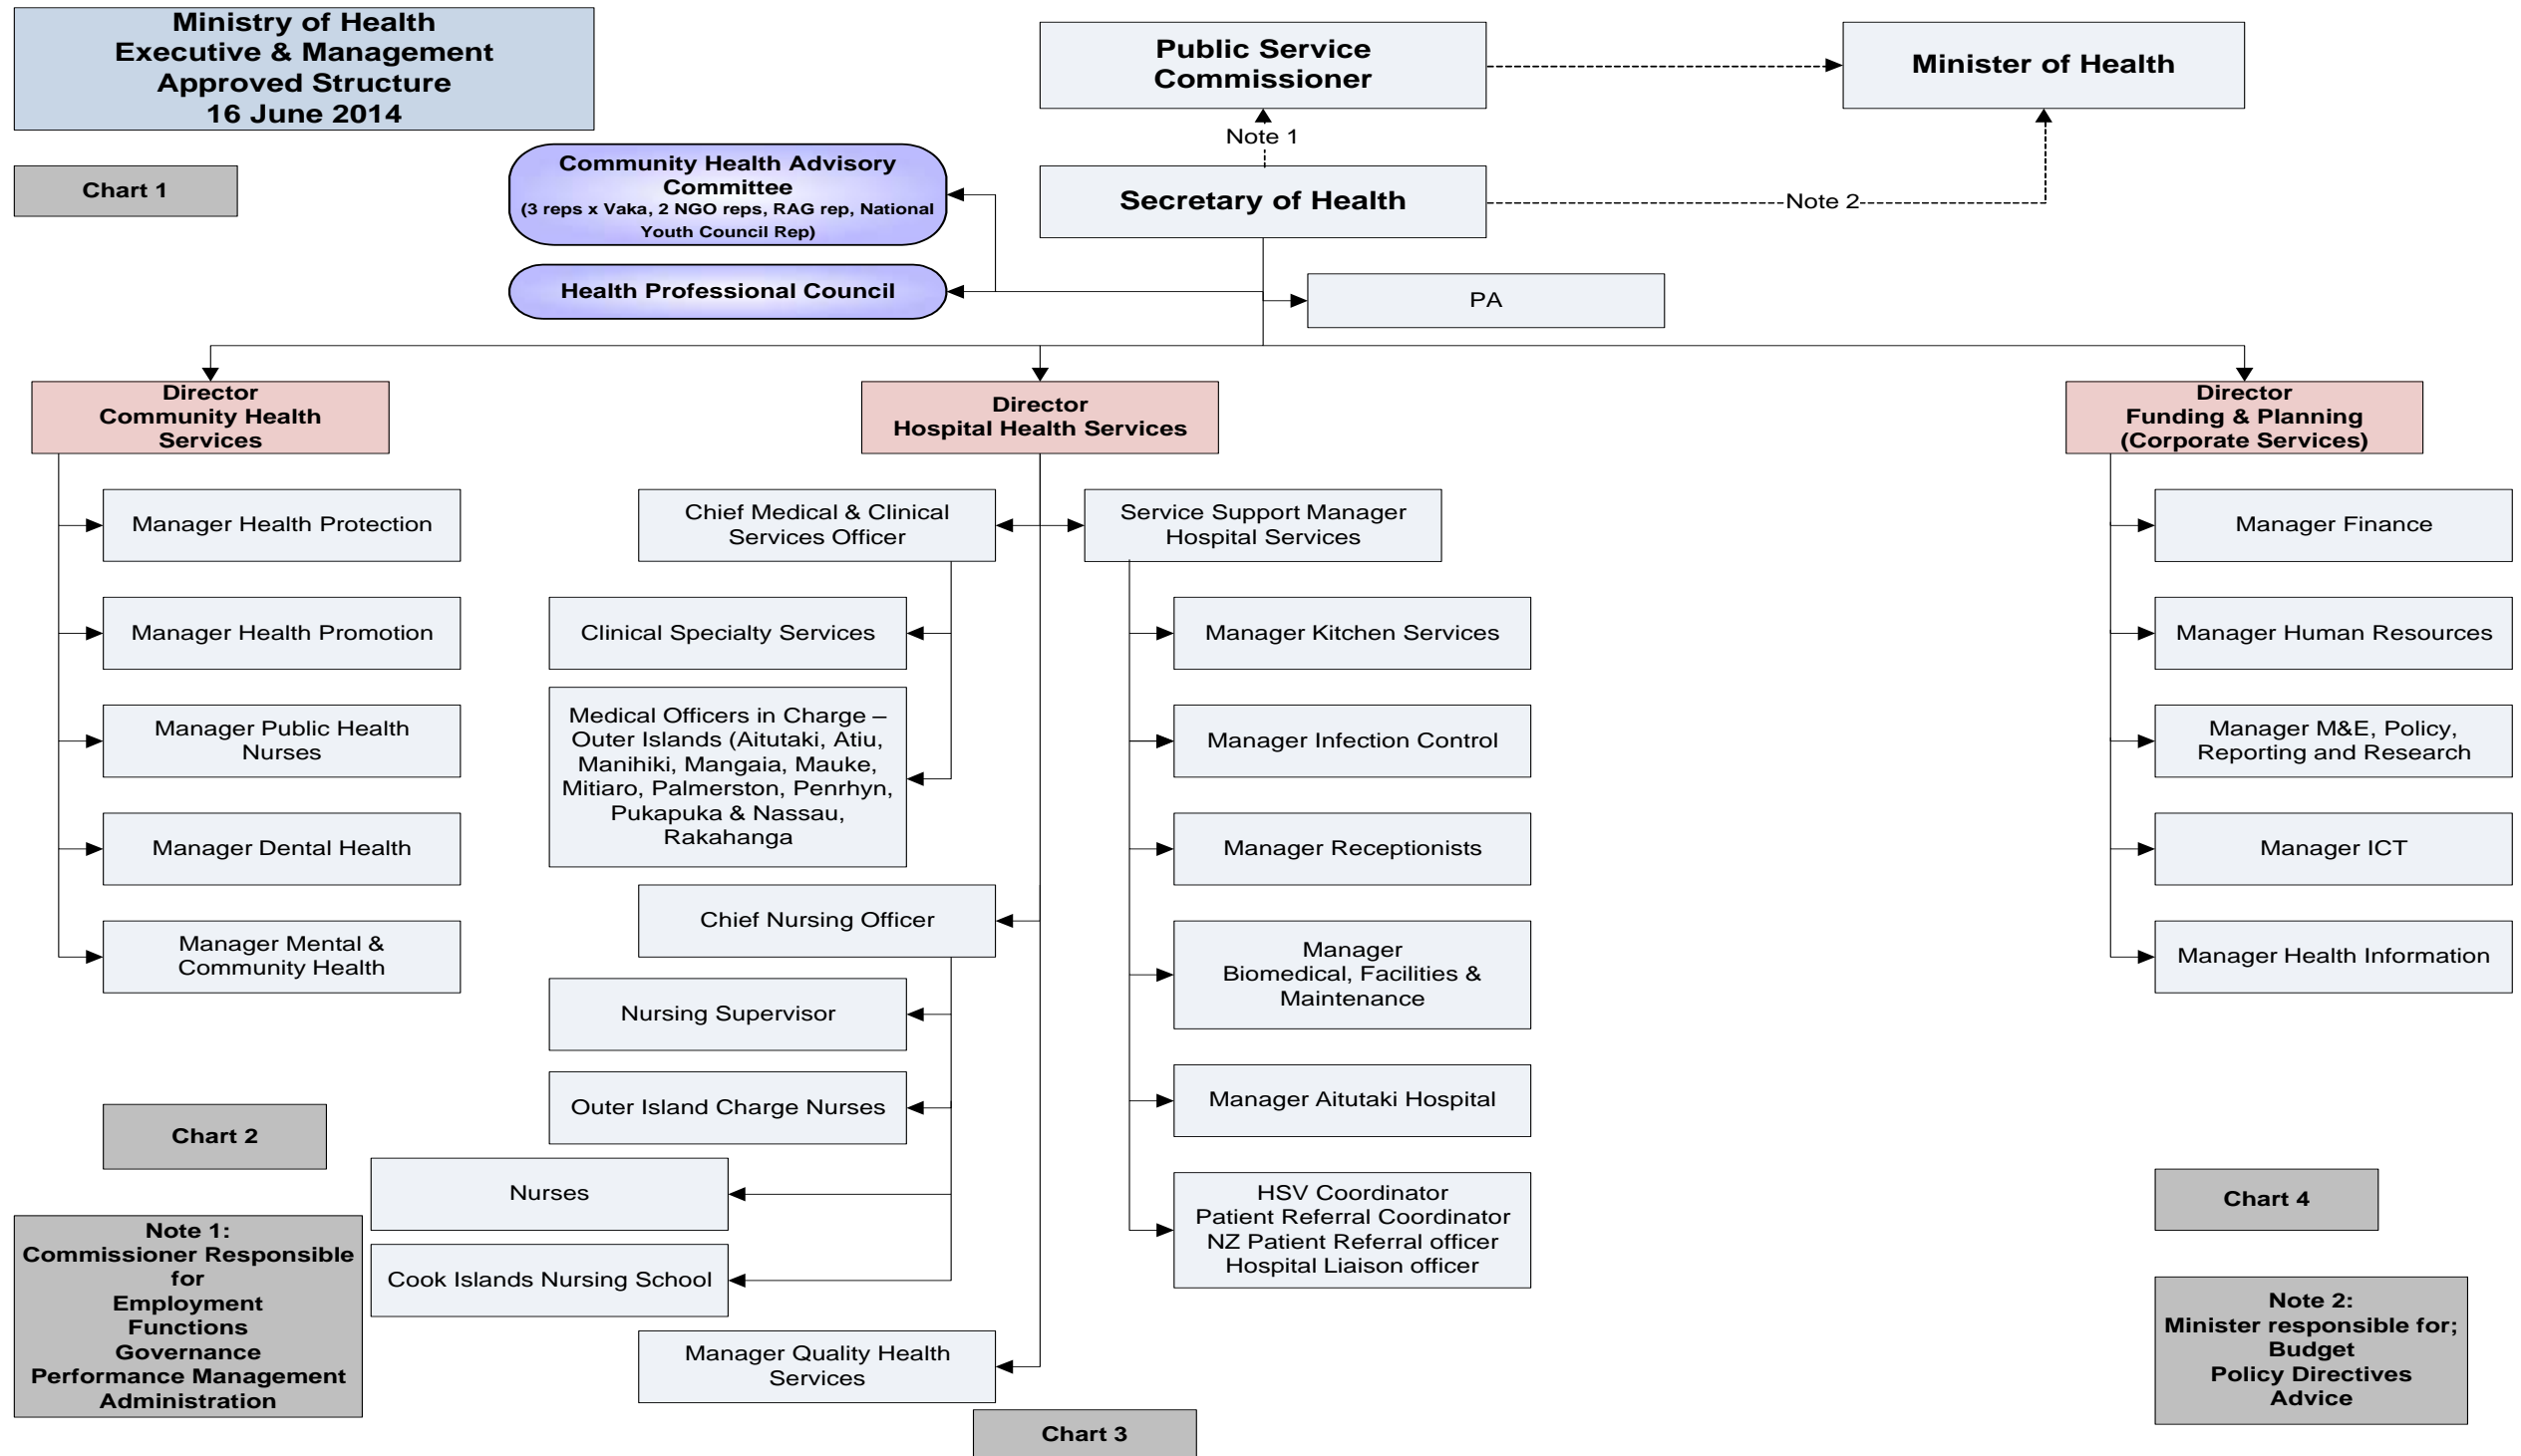 Ministry of Health
Executive & Management
Approved Structure
16 June 2014
Public Service
Commissioner
Minister of Health
Note 1
Chart 1
Community Health Advisory
Committee
(3 reps x Vaka, 2 NGO reps, RAG rep, National
Youth Council Rep)
Secretary of Health
Note 2
Health Professional Council
PA
Director
Community Health
Services
Director
Hospital Health Services
Director
Funding & Planning
(Corporate Services)
Manager Health Protection
Manager Health Promotion
Manager Public Health
Nurses
Manager Dental Health
Manager Mental &
Community Health
Chart 2
Note 1:
Commissioner Responsible
for
Employment
Functions
Governance
Performance Management
Administration
Chief Medical & Clinical
Services Officer
Clinical Specialty Services
Medical Officers in Charge –
Outer Islands (Aitutaki, Atiu,
Manihiki, Mangaia, Mauke,
Mitiaro, Palmerston, Penrhyn,
Pukapuka & Nassau,
Rakahanga
Chief Nursing Officer
Nursing Supervisor
Outer Island Charge Nurses
Nurses
Cook Islands Nursing School
Manager Quality Health
Services
Service Support Manager
Hospital Services
Manager Kitchen Services
Manager Infection Control
Manager Receptionists
Manager
Biomedical, Facilities &
Maintenance
Manager Aitutaki Hospital
HSV Coordinator
Patient Referral Coordinator
NZ Patient Referral officer
Hospital Liaison officer
Chart 3
Manager Finance
Manager Human Resources
Manager M&E, Policy,
Reporting and Research
Manager ICT
Manager Health Information
Chart 4
Note 2:
Minister responsible for;
Budget
Policy Directives
Advice